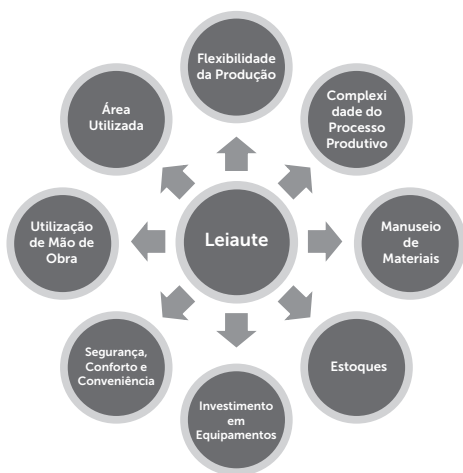 Flexibilidade
da Produção
Complexi
dade do
Processo
Produtivo
Manuseio
de
Materiais
Estoques
Investimento
em
Equipamentos
Segurança,
Conforto e
Conveniência
Utilização
de Mão de
Obra
Área
Utilizada
Leiaute